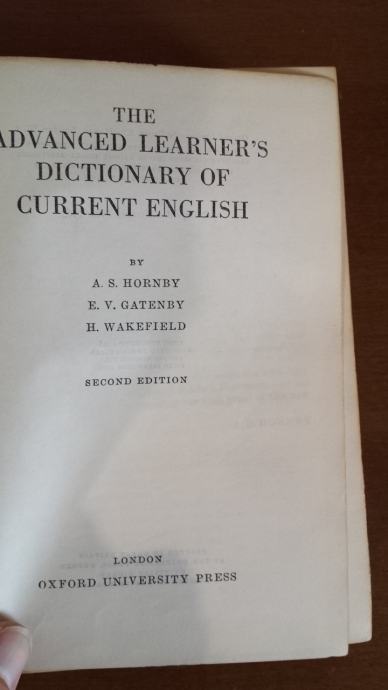 THE
ADVANCED LEARNER'S
DICTIONARY OF
CURRENT ENGLISH
BY
A. S. HORNBY
E. V. GATENBY
H. WAKEFIELD
SECOND EDITION
LONDON
OXFORD UNIVERSITY PRESS